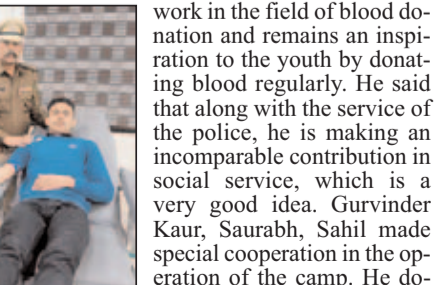 work in the field of blood do-
nation and remains an inspi-
ration to the youth by donat-
ing blood regularly. He said
that along with the service of
the police, he is making an
incomparable contribution in
social service, which is a
very good idea. Gurvinder
Kaur, Saurabh, Sahil made
special cooperation in the op-
eration of the camp. He do-